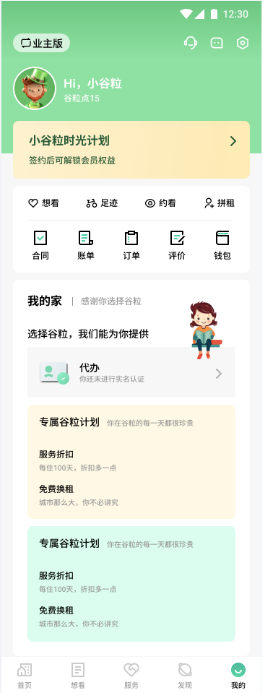 12:30
业主版
Hi，小谷粒
谷粒点15
小谷粒时光计划
签约后可解锁会员权益
想看 足迹 约看 拼租
合同 账单 订单 评价 钱包
我的家 | 感谢你选择谷粒
选择谷粒，我们能为你提供
代办
你还未进行实名认证
专属谷粒计划 你在谷粒的每一天都很珍贵
服务折扣
每住100天，折扣多一点
免费换租
城市那么大，你不必讲究
专属谷粒计划 你在谷粒的每一天都很珍贵
服务折扣
每住100天，折扣多一点
免费换租
城市那么大，你不必讲究
首页 想看 服务 发现 我的